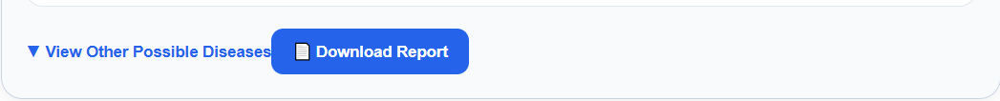 ▼ View Other Possible Diseases 📄 Download Report